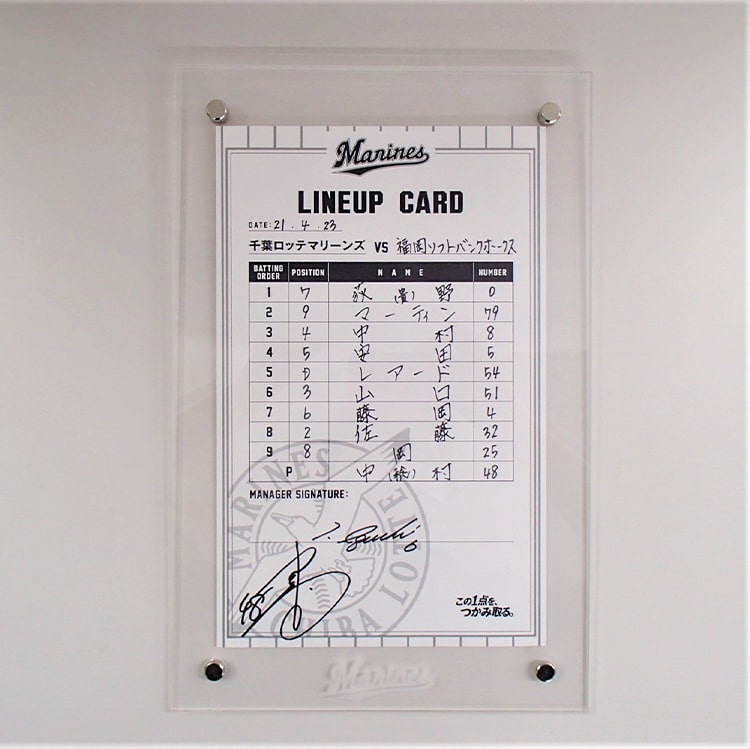 Marines
LINEUP CARD
DATE: 21.4.23
千葉ロッテマリーンズ VS 福岡ソフトバンクホークス
BATTING ORDER POSITION NAME NUMBER
1 7 荻(貴)野 0
2 9 マーティン 79
3 4 中村 8
4 5 安田 5
5 D レアード 54
6 3 山口 51
7 6 藤岡 4
8 2 佐藤 32
9 8 岡 25
P 中(稔)村 48
MANAGER SIGNATURE:
MARINES
CHIBA LOTTE
この1点を、
つかみ取る。
Marines